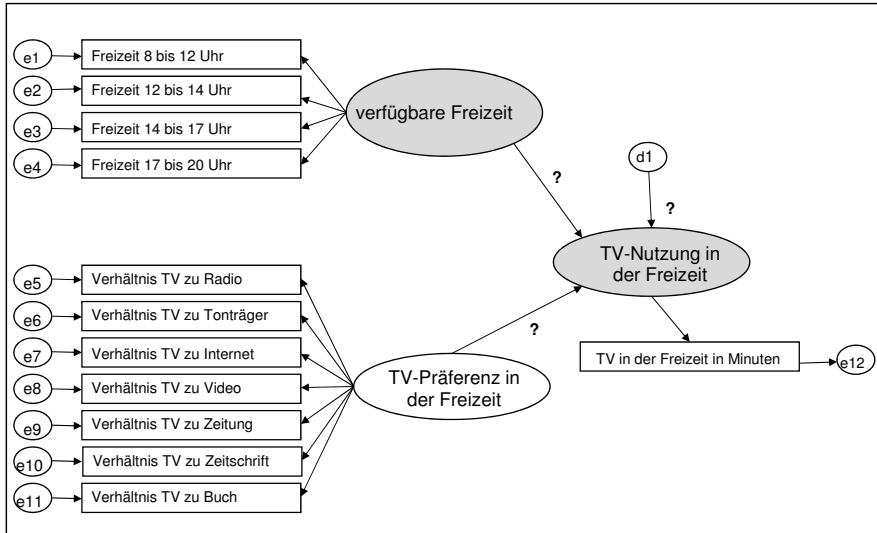 e1
Freizeit 8 bis 12 Uhr
e2
Freizeit 12 bis 14 Uhr
e3
Freizeit 14 bis 17 Uhr
e4
Freizeit 17 bis 20 Uhr
verfügbare Freizeit
?
d1
?
TV-Nutzung in
der Freizeit
e5
Verhältnis TV zu Radio
e6
Verhältnis TV zu Tonträger
e7
Verhältnis TV zu Internet
e8
Verhältnis TV zu Video
e9
Verhältnis TV zu Zeitung
e10
Verhältnis TV zu Zeitschrift
e11
Verhältnis TV zu Buch
TV-Präferenz in
der Freizeit
?
TV in der Freizeit in Minuten
e12